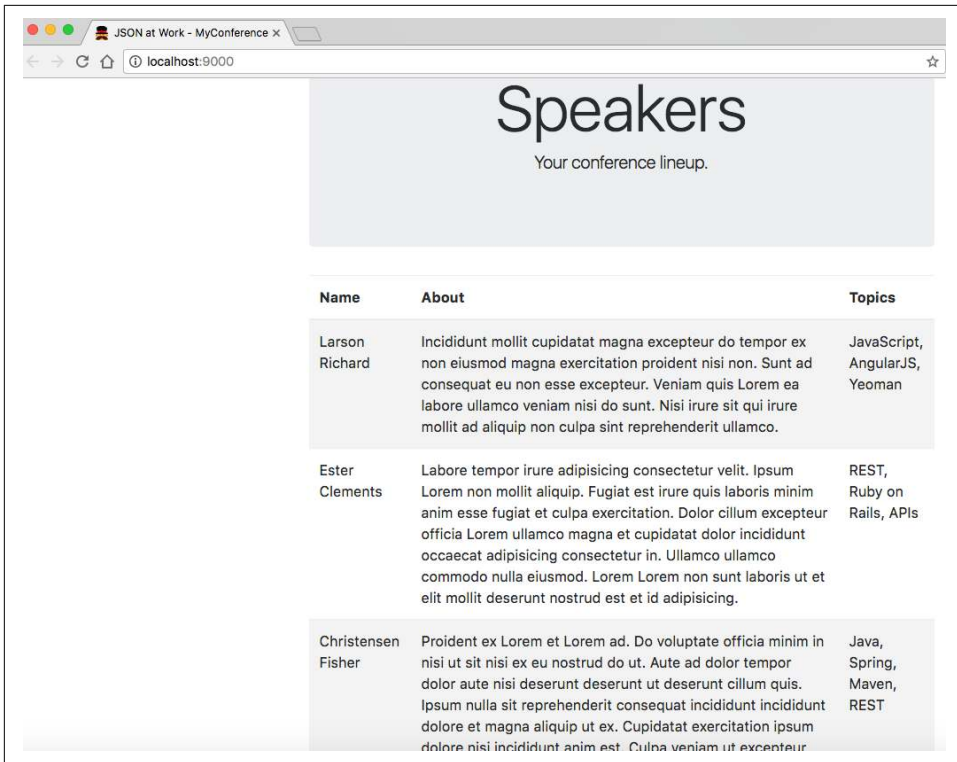 JSON at Work - MyConference ×
localhost:9000
Speakers
Your conference lineup.
Name About Topics
Larson
Richard
Incididunt mollit cupidatat magna excepteur do tempor ex
non eiusmod magna exercitation proident nisi non. Sunt ad
consequat eu non esse excepteur. Veniam quis Lorem ea
labore ullamco veniam nisi do sunt. Nisi irure sit qui irure
mollit ad aliquip non culpa sint reprehenderit ullamco.
JavaScript,
AngularJS,
Yeoman
Ester
Clements
Labore tempor irure adipisicing consectetur velit. Ipsum
Lorem non mollit aliquip. Fugiat est irure quis laboris minim
anim esse fugiat et culpa exercitation. Dolor cillum excepteur
officia Lorem ullamco magna et cupidatat dolor incididunt
occaecat adipisicing consectetur in. Ullamco ullamco
commodo nulla eiusmod. Lorem Lorem non sunt laboris ut et
elit mollit deserunt nostrud est et id adipisicing.
REST,
Ruby on
Rails, APIs
Christensen
Fisher
Proident ex Lorem et Lorem ad. Do voluptate officia minim in
nisi ut sit nisi ex eu nostrud do ut. Aute ad dolor tempor
dolor aute nisi deserunt deserunt ut deserunt cillum quis.
Ipsum nulla sit reprehenderit consequat incididunt incididunt
dolore et magna aliquip ut ex. Cupidatat exercitation ipsum
dolore nisi incididunt anim est. Culpa veniam ut excepteur
Java,
Spring,
Maven,
REST